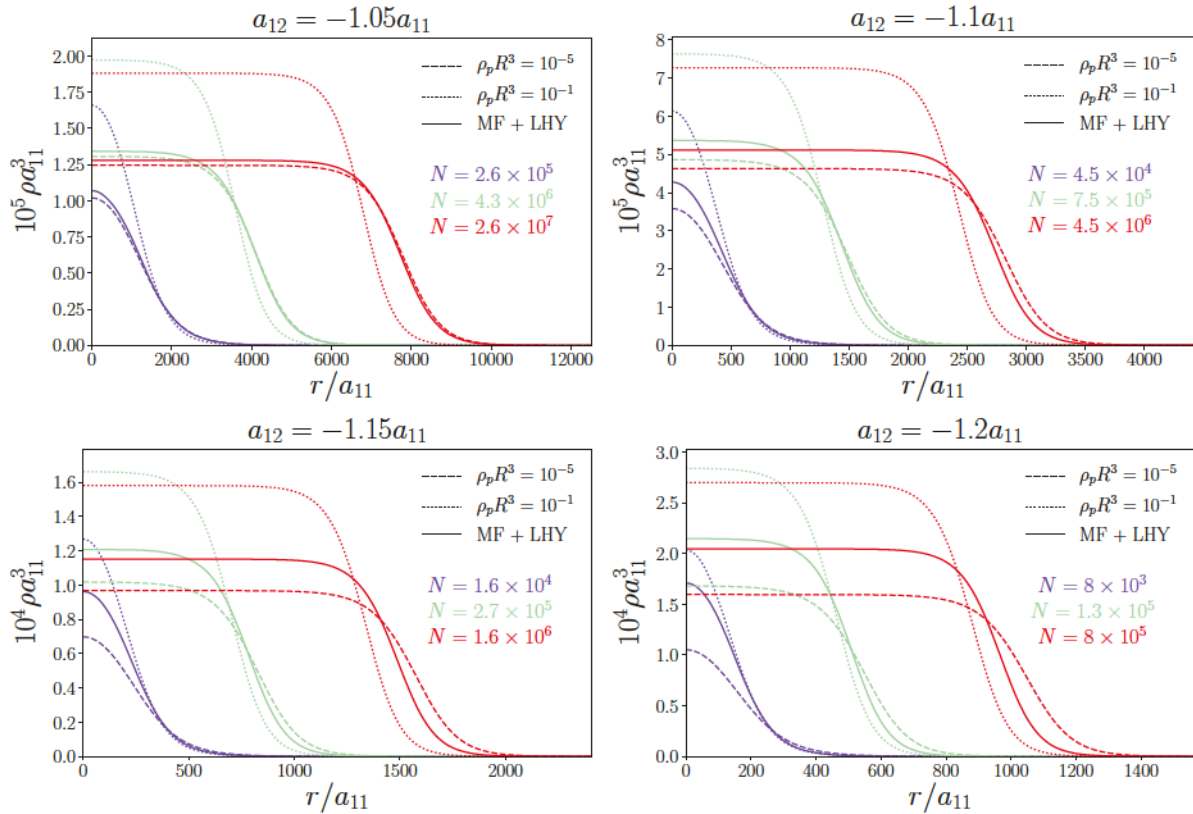 a₁₂ = −1.05a₁₁
10⁵ρa₁₁³
2.00
1.75
1.50
1.25
1.00
0.75
0.50
0.25
0.00
ρₚR³ = 10⁻⁵
ρₚR³ = 10⁻¹
MF + LHY
N = 2.6 × 10⁵
N = 4.3 × 10⁶
N = 2.6 × 10⁷
0 2000 4000 6000 8000 10000 12000
r/a₁₁
a₁₂ = −1.1a₁₁
10⁵ρa₁₁³
8
7
6
5
4
3
2
1
0
ρₚR³ = 10⁻⁵
ρₚR³ = 10⁻¹
MF + LHY
N = 4.5 × 10⁴
N = 7.5 × 10⁵
N = 4.5 × 10⁶
0 500 1000 1500 2000 2500 3000 3500 4000
r/a₁₁
a₁₂ = −1.15a₁₁
10⁴ρa₁₁³
1.6
1.4
1.2
1.0
0.8
0.6
0.4
0.2
0.0
ρₚR³ = 10⁻⁵
ρₚR³ = 10⁻¹
MF + LHY
N = 1.6 × 10⁴
N = 2.7 × 10⁵
N = 1.6 × 10⁶
0 500 1000 1500 2000
r/a₁₁
a₁₂ = −1.2a₁₁
10⁴ρa₁₁³
3.0
2.5
2.0
1.5
1.0
0.5
0.0
ρₚR³ = 10⁻⁵
ρₚR³ = 10⁻¹
MF + LHY
N = 8 × 10³
N = 1.3 × 10⁵
N = 8 × 10⁵
0 200 400 600 800 1000 1200 1400
r/a₁₁